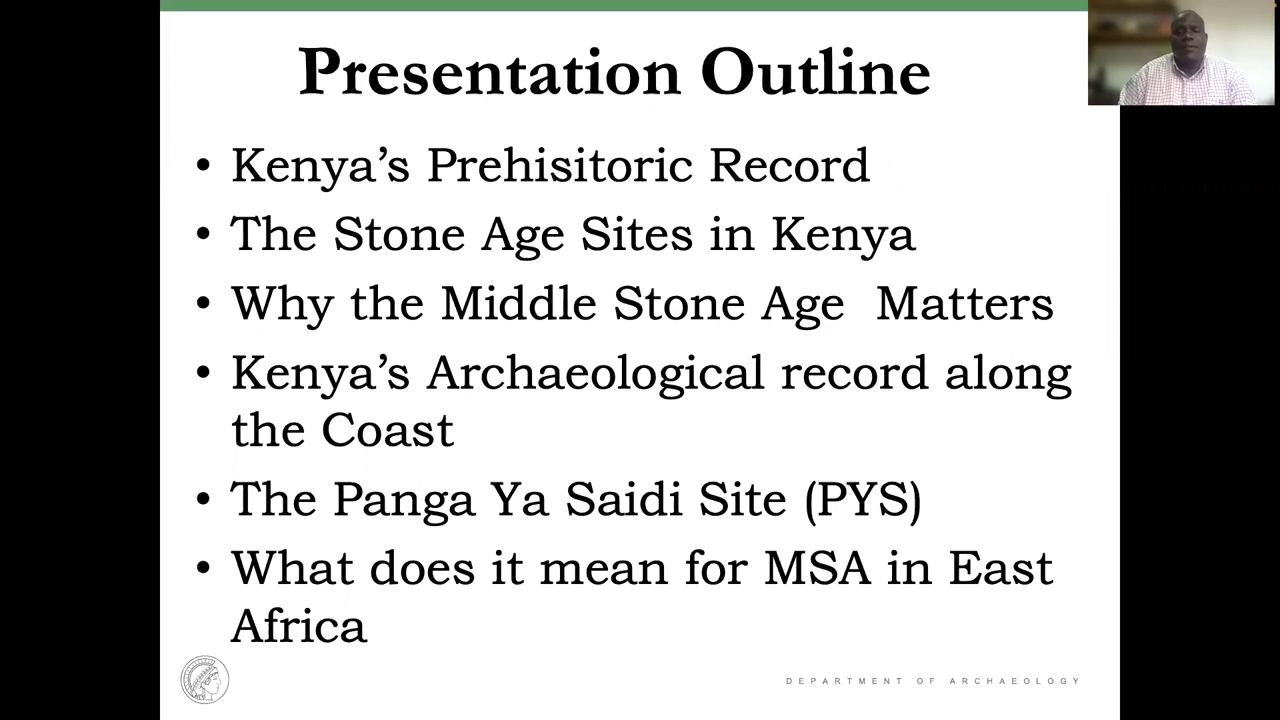 Presentation Outline
• Kenya’s Prehisitoric Record
• The Stone Age Sites in Kenya
• Why the Middle Stone Age  Matters
• Kenya’s Archaeological record along
the Coast
• The Panga Ya Saidi Site (PYS)
• What does it mean for MSA in East
Africa
DEPARTMENT OF ARCHAEOLOGY